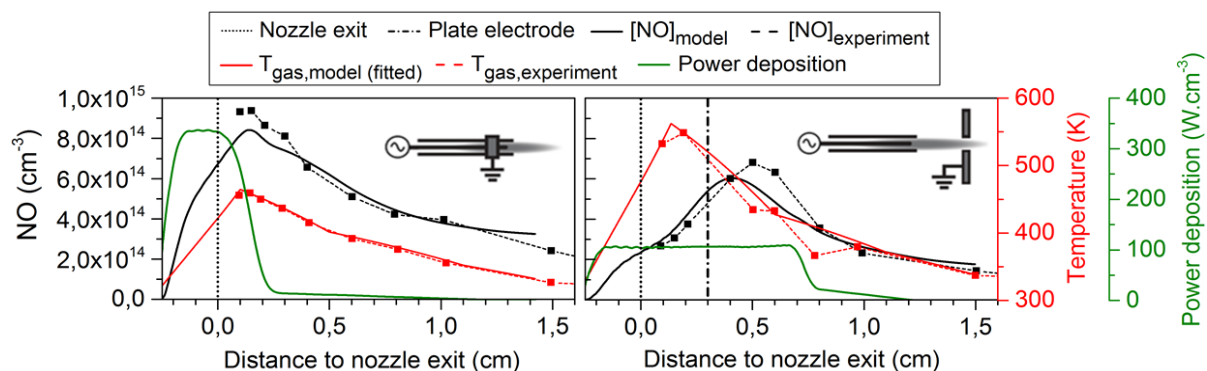 Nozzle exit Plate electrode [NO]model [NO]experiment
Tgas,model (fitted) Tgas,experiment Power deposition
NO (cm-3)
1,0x10^15
8,0x10^14
6,0x10^14
4,0x10^14
2,0x10^14
0,0
0,0 0,5 1,0 1,5
Distance to nozzle exit (cm)
0,0 0,5 1,0 1,5
Distance to nozzle exit (cm)
600
550
500
450
400
350
300
Temperature (K)
400
300
200
100
0
Power deposition (W.cm-3)